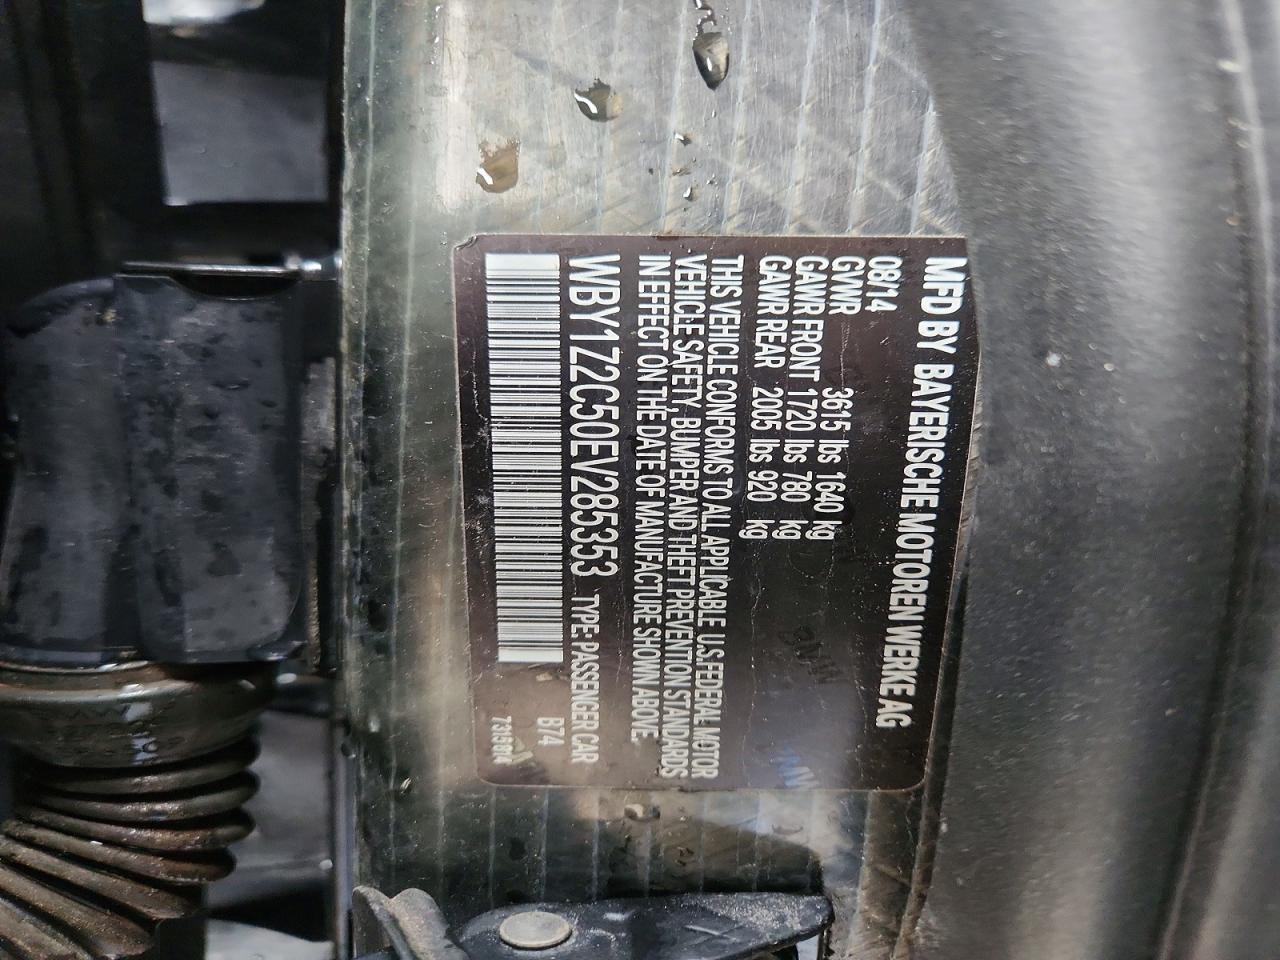 MFD BY BAYERISCHE MOTOREN WERKE AG
08/14
GVWR 3615 lbs 1640 kg
GAWR FRONT 1720 lbs 780 kg
GAWR REAR 2005 lbs 920 kg
THIS VEHICLE CONFORMS TO ALL APPLICABLE U.S.FEDERAL MOTOR
VEHICLE SAFETY, BUMPER AND THEFT PREVENTION STANDARDS
IN EFFECT ON THE DATE OF MANUFACTURE SHOWN ABOVE.
WBY1Z2C50EV285353 TYPE: PASSENGER CAR
B74